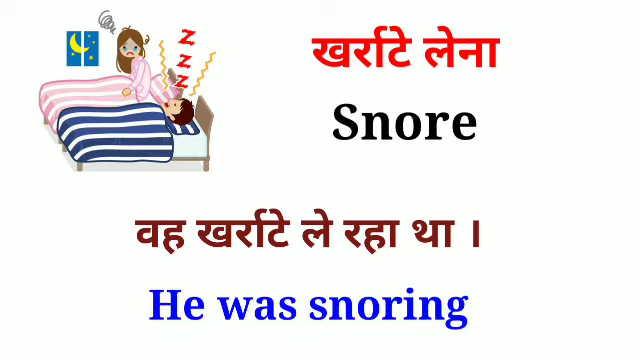 Z
Z
Z
खर्राटे लेना
Snore
वह खर्राटे ले रहा था ।
He was snoring